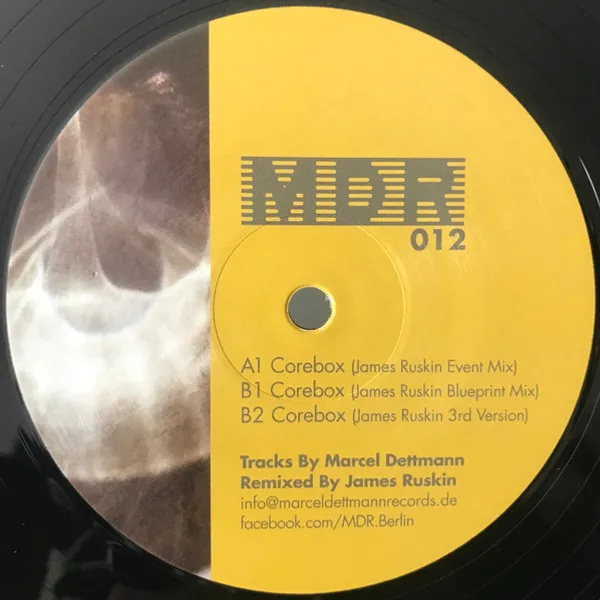 MDR
012
A1 Corebox (James Ruskin Event Mix)
B1 Corebox (James Ruskin Blueprint Mix)
B2 Corebox (James Ruskin 3rd Version)
Tracks By Marcel Dettmann
Remixed By James Ruskin
info@marceldettmannrecords.de
facebook.com/MDR.Berlin